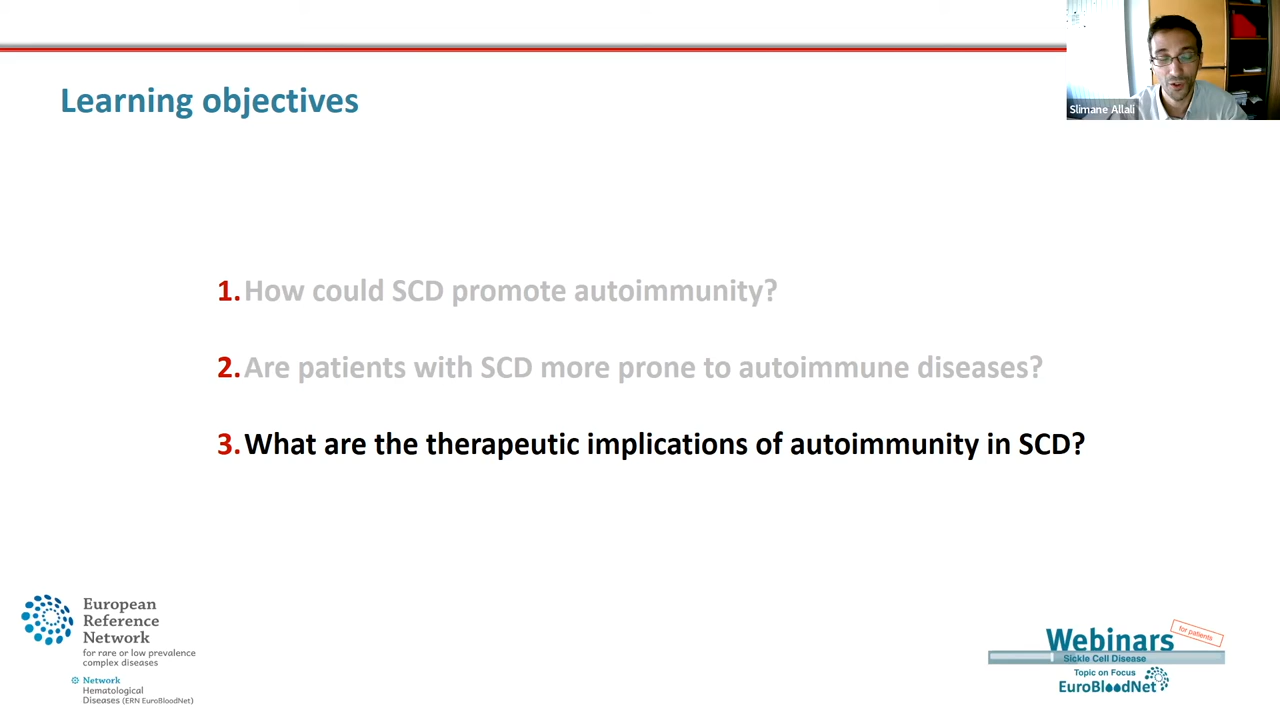 Slimane Allali
Learning objectives
1. How could SCD promote autoimmunity?
2. Are patients with SCD more prone to autoimmune diseases?
3. What are the therapeutic implications of autoimmunity in SCD?
European
Reference
Network
for rare or low prevalence
complex diseases
Network
Hematological
Diseases (ERN EuroBloodNet)
for patients
Webinars
Sickle Cell Disease
Topic on Focus
EuroBloodNet